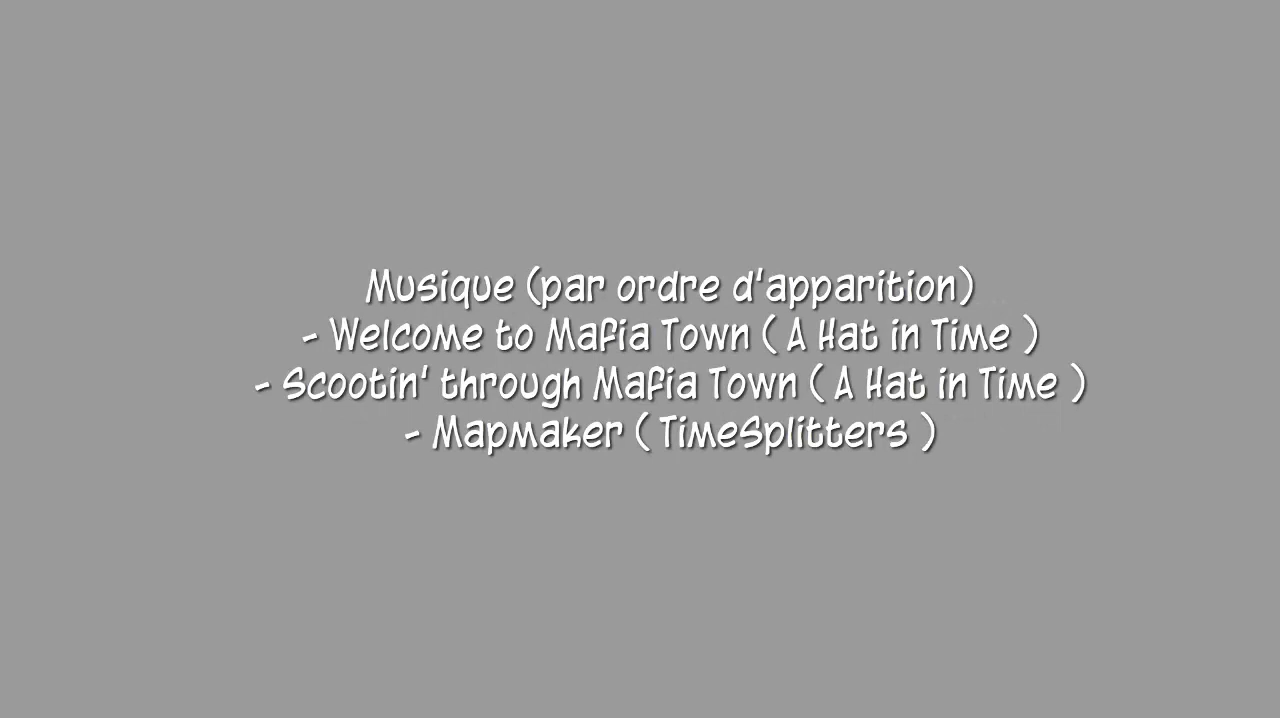 Musique (par ordre d'apparition)
- Welcome to Mafia Town ( A Hat in Time )
- Scootin' through Mafia Town ( A Hat in Time )
- Mapmaker ( TimeSplitters )